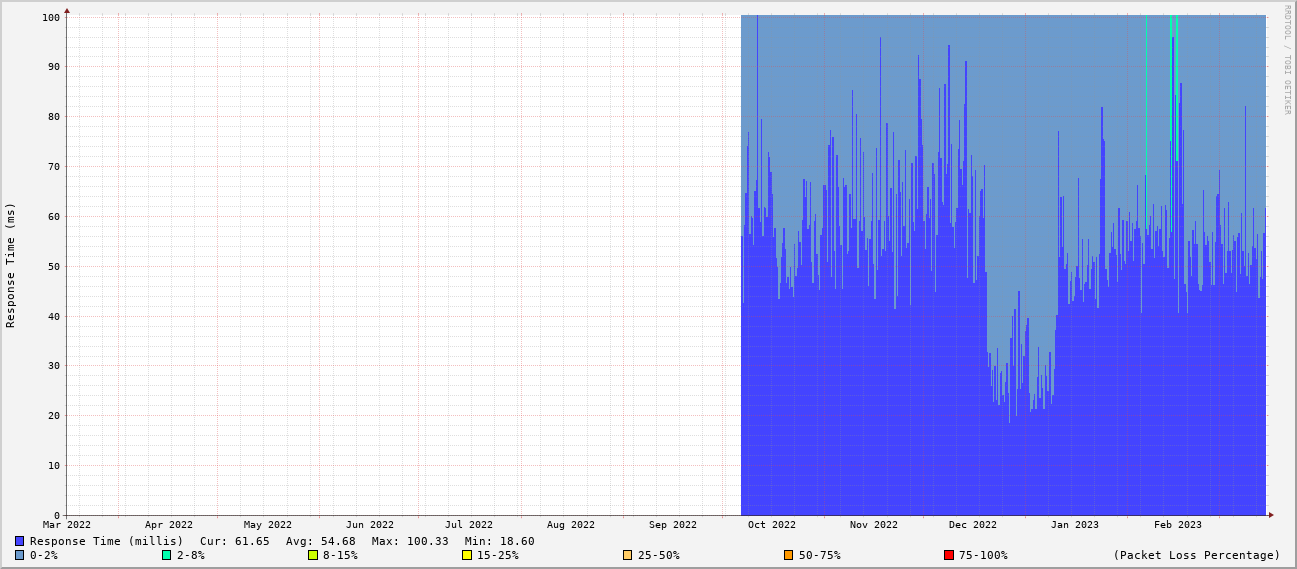 RRDTOOL / TOBI OETIKER
Response Time (ms)
100
90
80
70
60
50
40
30
20
10
0
Mar 2022 Apr 2022 May 2022 Jun 2022 Jul 2022 Aug 2022 Sep 2022 Oct 2022 Nov 2022 Dec 2022 Jan 2023 Feb 2023
Response Time (millis) Cur: 61.65 Avg: 54.68 Max: 100.33 Min: 18.60
0-2% 2-8% 8-15% 15-25% 25-50% 50-75% 75-100% (Packet Loss Percentage)